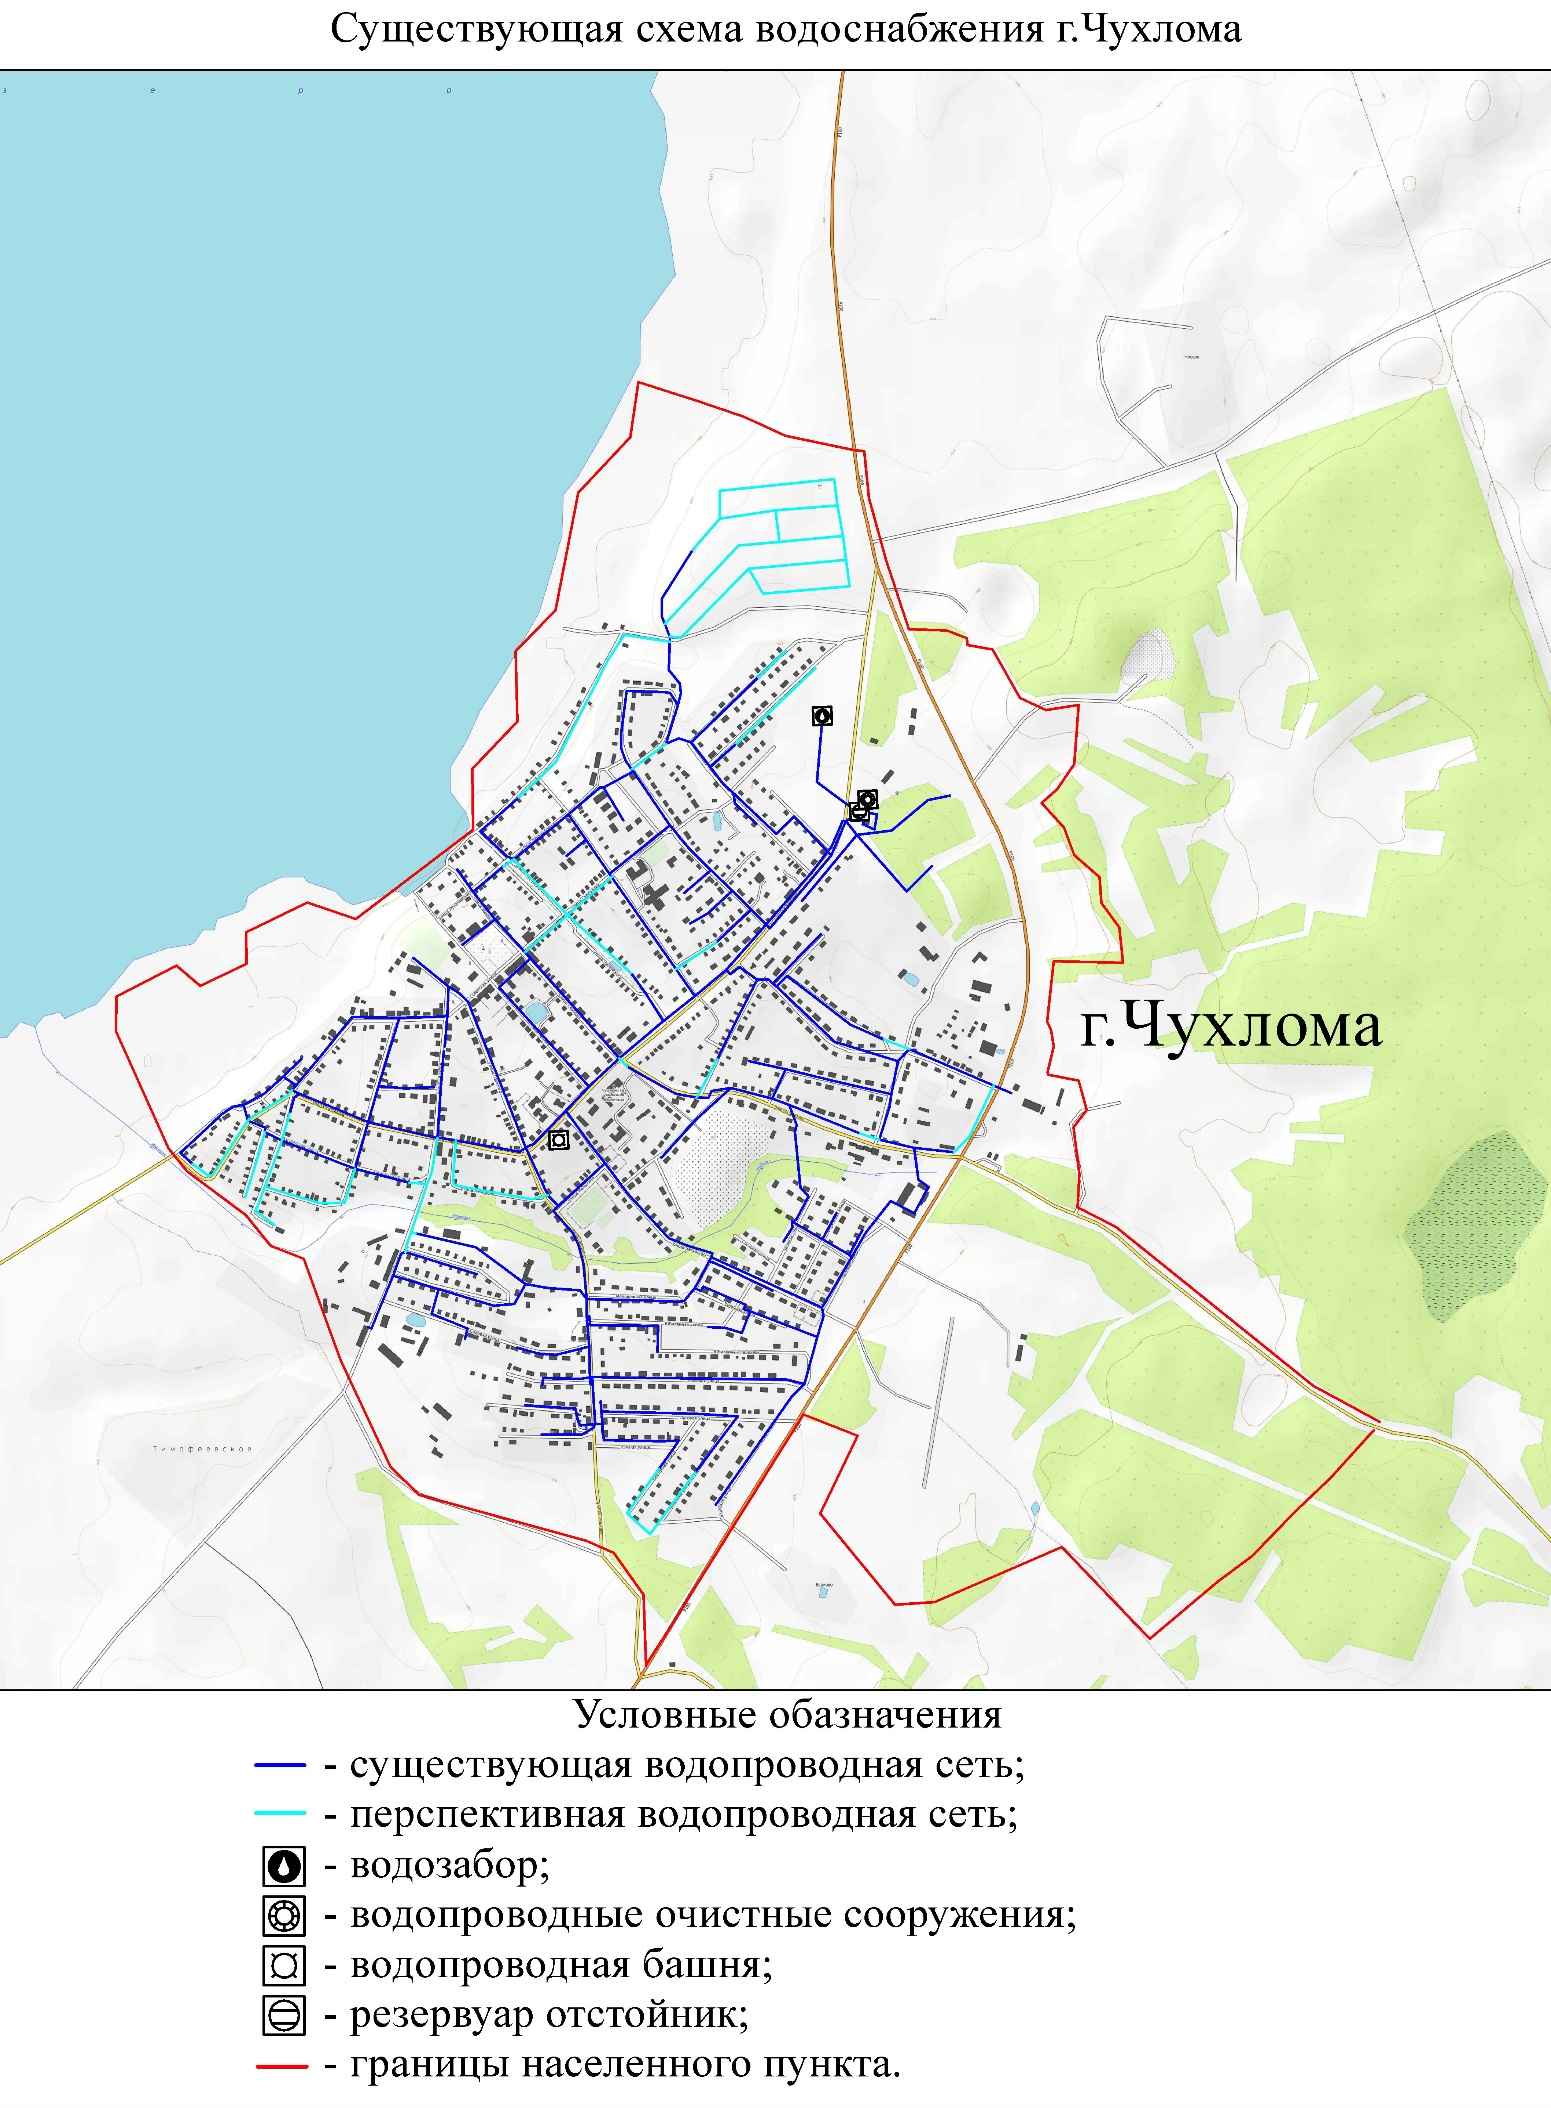 Существующая схема водоснабжения г.Чухлома
з е р о
г.Чухлома
Тимофеевское
Условные обазначения
- существующая водопроводная сеть;
- перспективная водопроводная сеть;
- водозабор;
- водопроводные очистные сооружения;
- водопроводная башня;
- резервуар отстойник;
- границы населенного пункта.